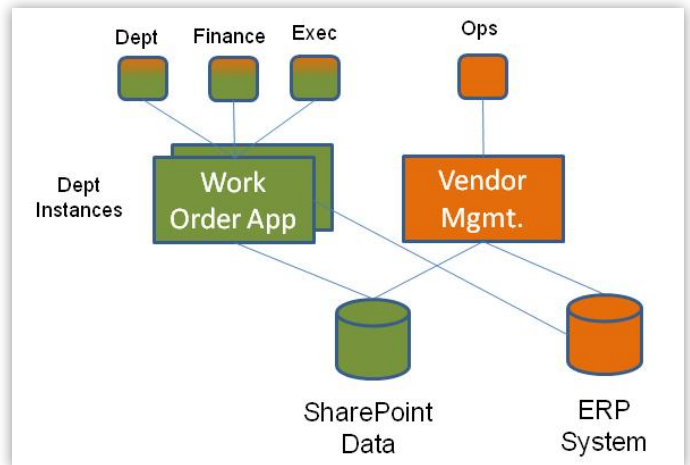 Dept
Finance
Exec
Ops
Dept
Instances
Work
Order App
Vendor
Mgmt.
SharePoint
Data
ERP
System